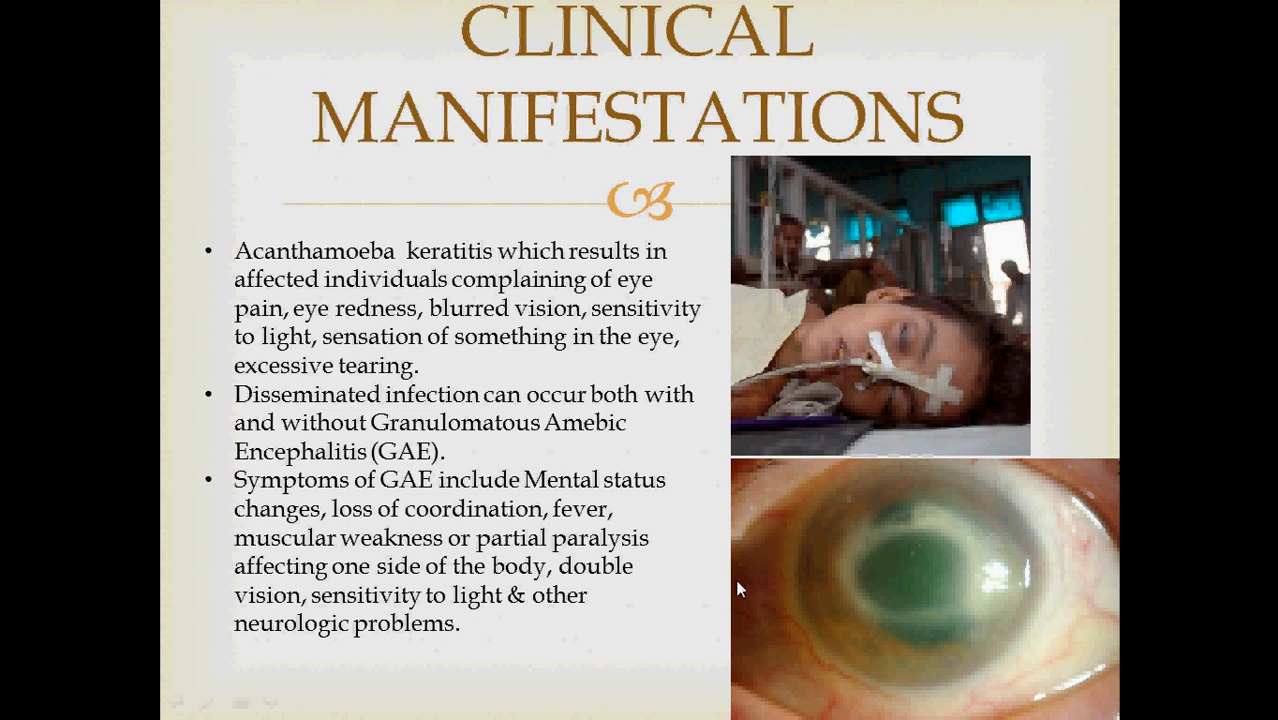 CLINICAL
MANIFESTATIONS
• Acanthamoeba keratitis which results in
affected individuals complaining of eye
pain, eye redness, blurred vision, sensitivity
to light, sensation of something in the eye,
excessive tearing.
• Disseminated infection can occur both with
and without Granulomatous Amebic
Encephalitis (GAE).
• Symptoms of GAE include Mental status
changes, loss of coordination, fever,
muscular weakness or partial paralysis
affecting one side of the body, double
vision, sensitivity to light & other
neurologic problems.